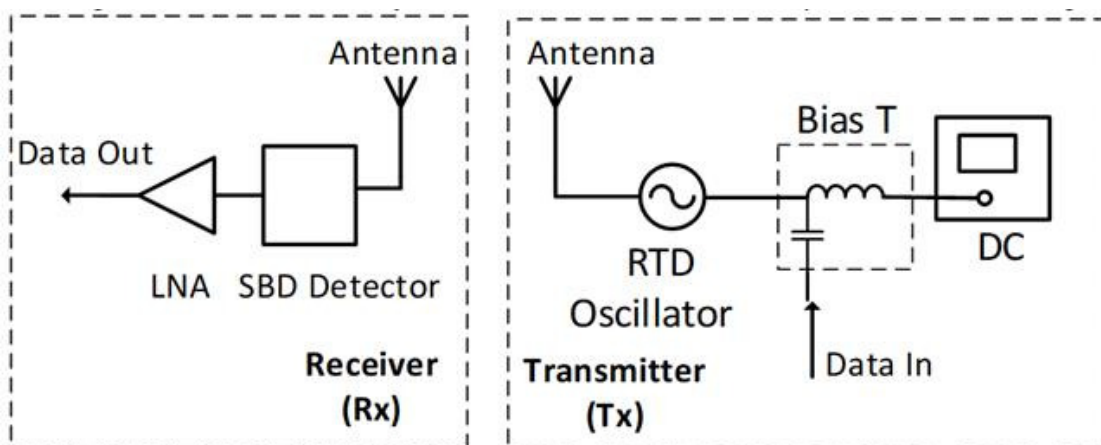 Antenna
Data Out
LNA
SBD Detector
Receiver
(Rx)
Antenna
Bias T
RTD
Oscillator
DC
Data In
Transmitter
(Tx)